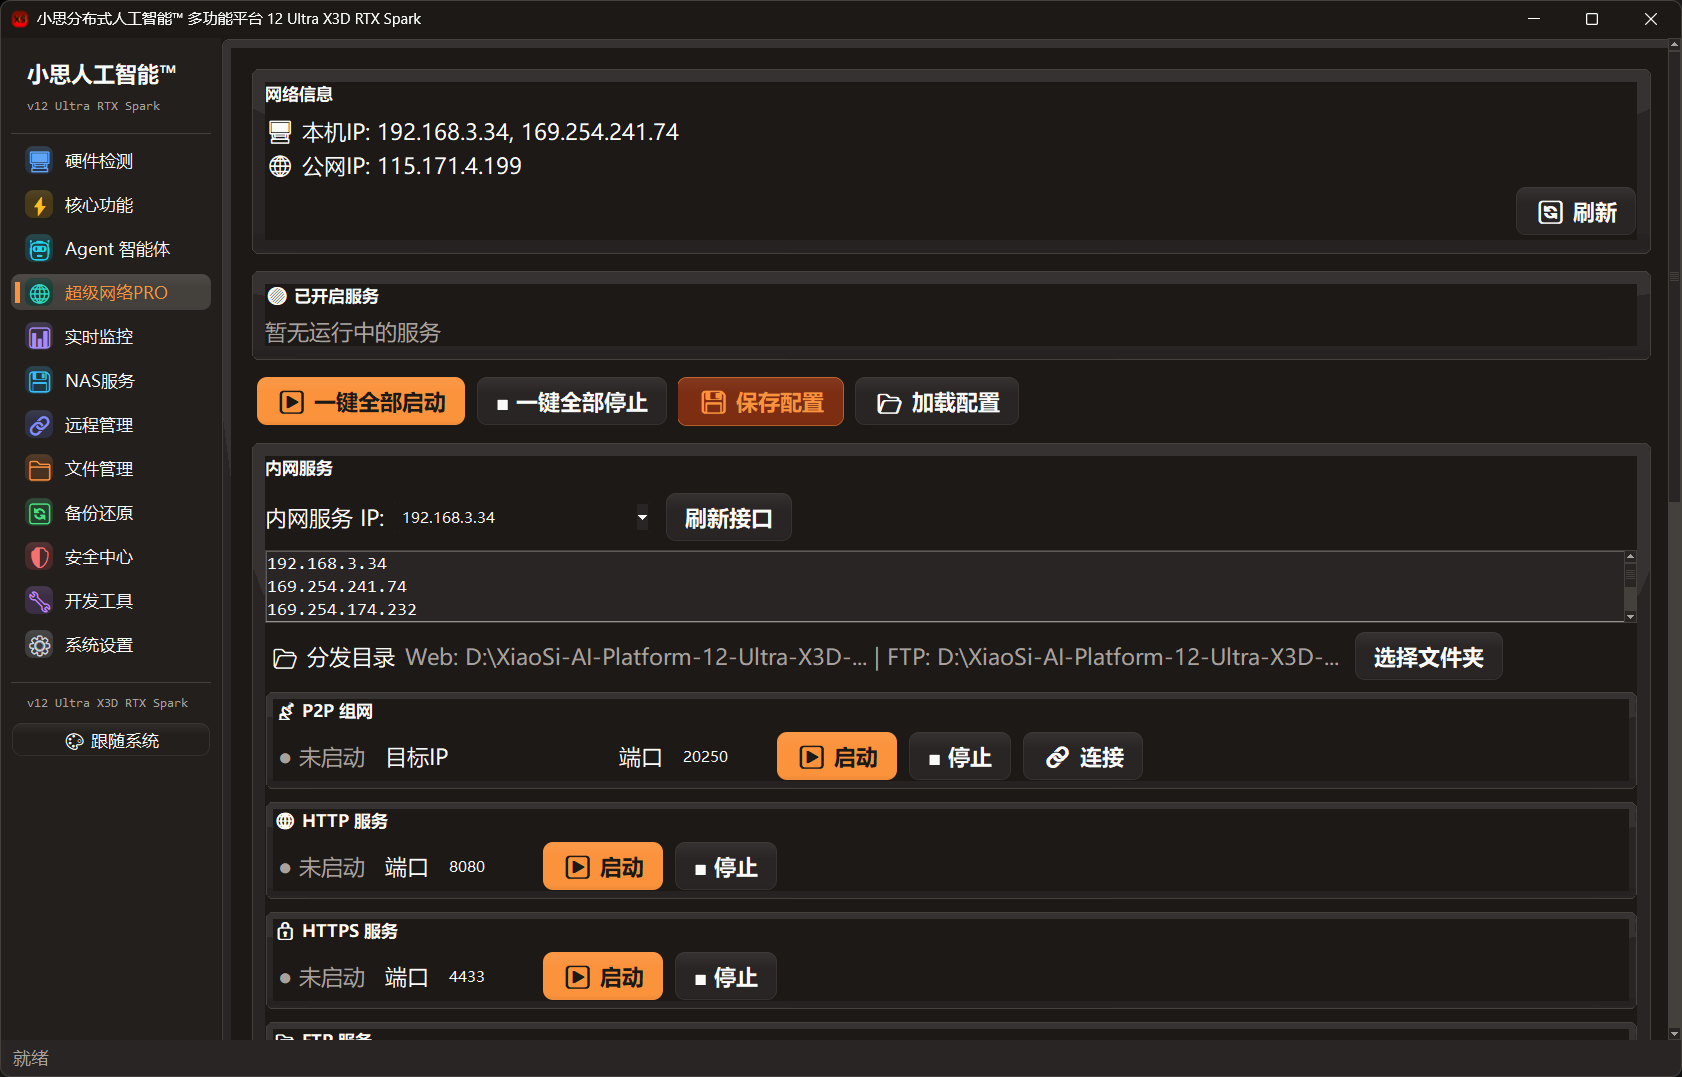 小思分布式人工智能™ 多功能平台 12 Ultra X3D RTX Spark
小思人工智能™
v12 Ultra RTX Spark
硬件检测
核心功能
Agent 智能体
超级网络PRO
实时监控
NAS服务
远程管理
文件管理
备份还原
安全中心
开发工具
系统设置
v12 Ultra X3D RTX Spark
跟随系统
网络信息
本机IP: 192.168.3.34, 169.254.241.74
公网IP: 115.171.4.199
刷新
已开启服务
暂无运行中的服务
一键全部启动 一键全部停止 保存配置 加载配置
内网服务
内网服务 IP: 192.168.3.34 刷新接口
192.168.3.34
169.254.241.74
169.254.174.232
分发目录 Web: D:\XiaoSi-AI-Platform-12-Ultra-X3D-... | FTP: D:\XiaoSi-AI-Platform-12-Ultra-X3D-... 选择文件夹
P2P 组网
未启动 目标IP 端口 20250 启动 停止 连接
HTTP 服务
未启动 端口 8080 启动 停止
HTTPS 服务
未启动 端口 4433 启动 停止
FTP 服务
就绪